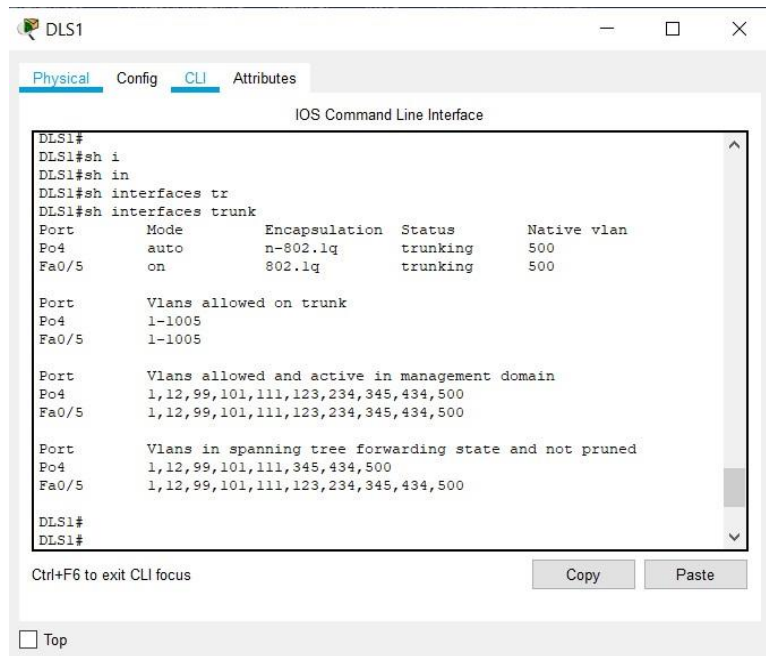 DLS1
Physical Config CLI Attributes
IOS Command Line Interface
DLS1#
DLS1#sh i
DLS1#sh in
DLS1#sh interfaces tr
DLS1#sh interfaces trunk
Port Mode Encapsulation Status Native vlan
Po4 auto n-802.1q trunking 500
Fa0/5 on 802.1q trunking 500
Port Vlans allowed on trunk
Po4 1-1005
Fa0/5 1-1005
Port Vlans allowed and active in management domain
Po4 1,12,99,101,111,123,234,345,434,500
Fa0/5 1,12,99,101,111,123,234,345,434,500
Port Vlans in spanning tree forwarding state and not pruned
Po4 1,12,99,101,111,345,434,500
Fa0/5 1,12,99,101,111,123,234,345,434,500
DLS1#
DLS1#
Ctrl+F6 to exit CLI focus Copy Paste
Top